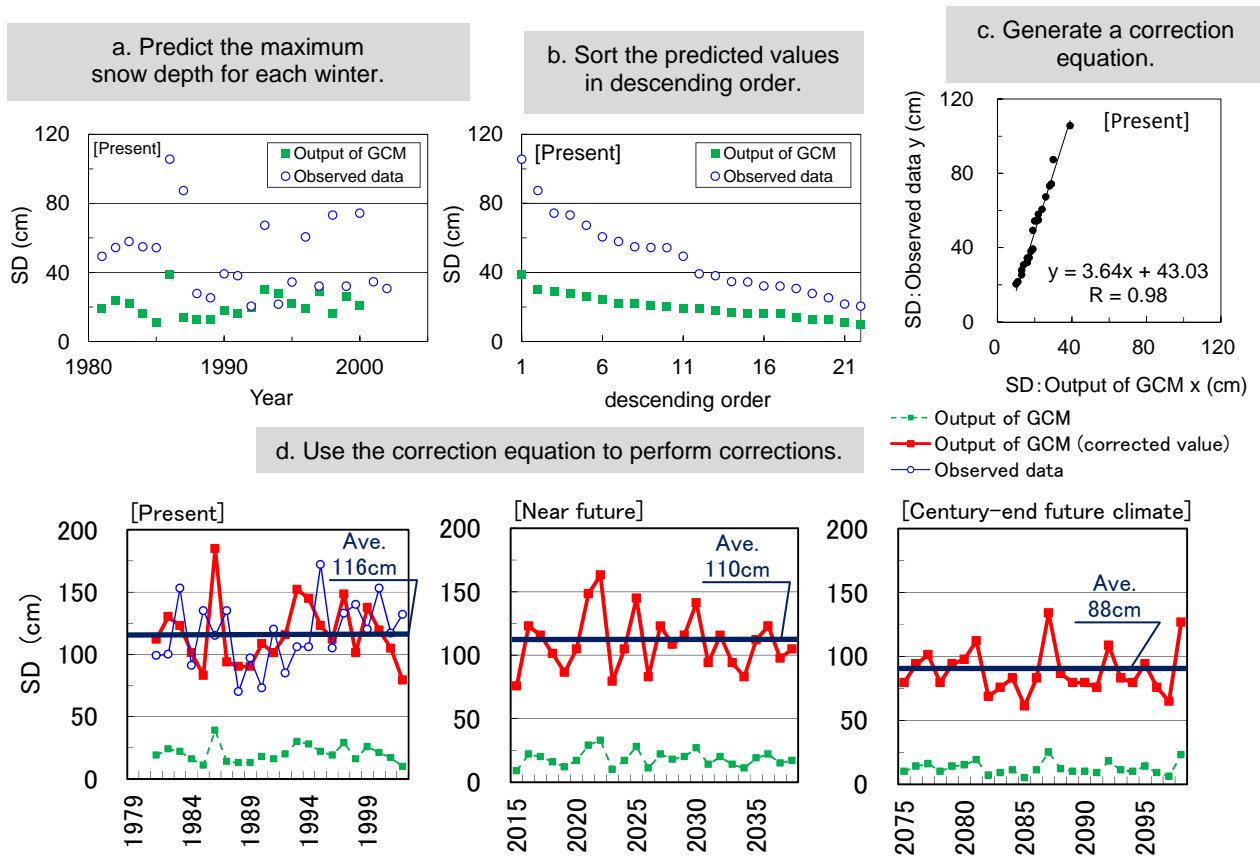 a. Predict the maximum
snow depth for each winter.
b. Sort the predicted values
in descending order.
c. Generate a correction
equation.
[Present]
Output of GCM
Observed data
SD (cm)
120
80
40
0
1980
1990
2000
Year
[Present]
Output of GCM
Observed data
SD (cm)
120
80
40
0
1
6
11
16
21
descending order
[Present]
SD:Observed data y (cm)
120
80
40
0
y = 3.64x + 43.03
R = 0.98
0
40
80
120
SD:Output of GCM x (cm)
d. Use the correction equation to perform corrections.
Output of GCM
Output of GCM (corrected value)
Observed data
[Present]
SD (cm)
200
150
100
50
0
Ave.
116cm
1979
1984
1989
1994
1999
[Near future]
200
150
100
50
0
Ave.
110cm
2015
2020
2025
2030
2035
[Century-end future climate]
200
150
100
50
0
Ave.
88cm
2075
2080
2085
2090
2095